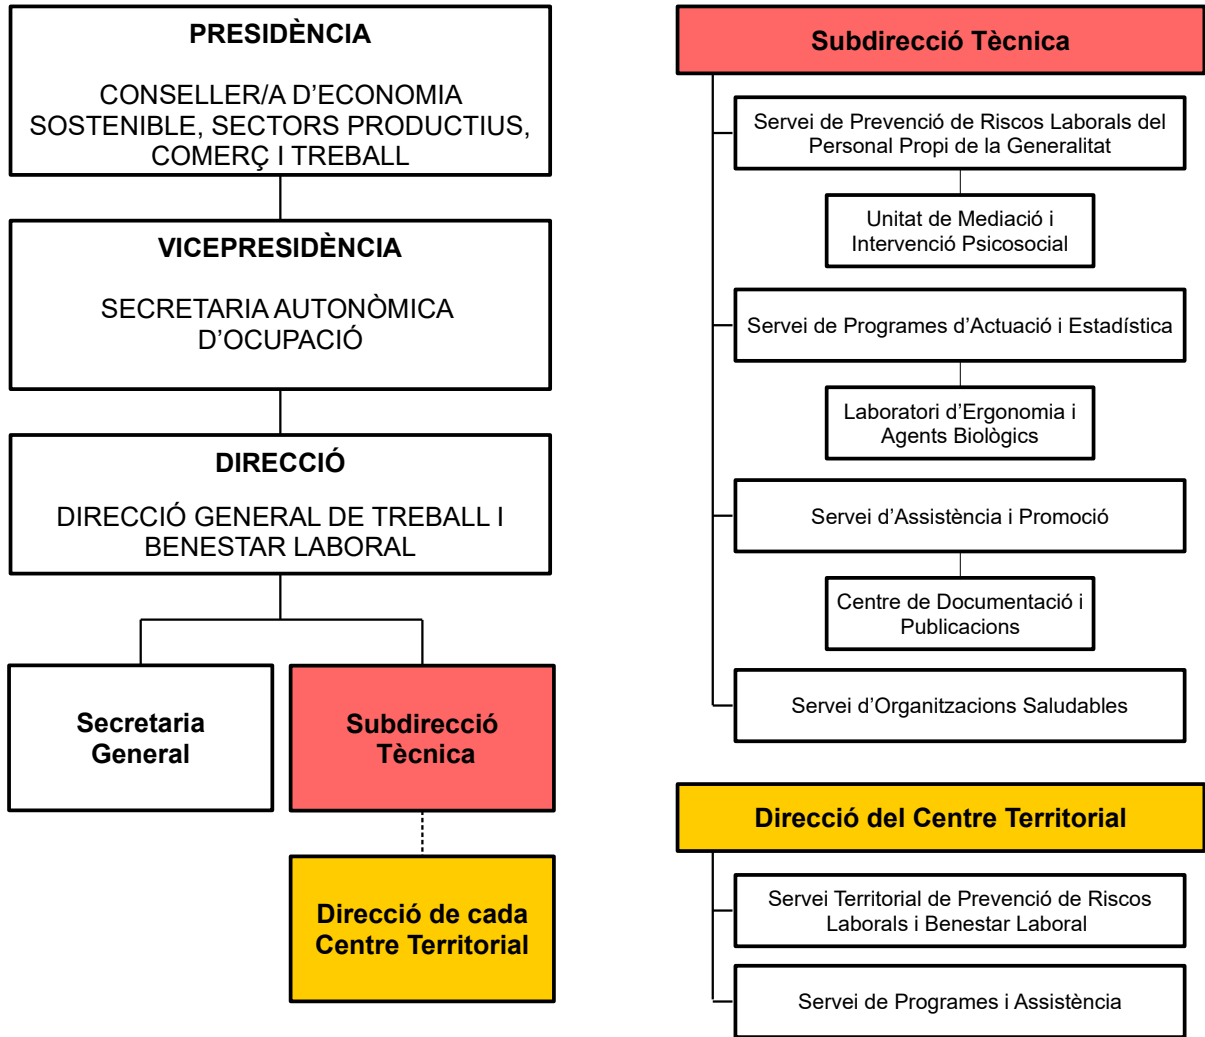 PRESIDÈNCIA
CONSELLER/A D’ECONOMIA
SOSTENIBLE, SECTORS PRODUCTIUS,
COMERÇ I TREBALL
VICEPRESIDÈNCIA
SECRETARIA AUTONÒMICA
D’OCUPACIÓ
DIRECCIÓ
DIRECCIÓ GENERAL DE TREBALL I
BENESTAR LABORAL
Secretaria
General
Subdirecció
Tècnica
Direcció de cada
Centre Territorial
Subdirecció Tècnica
Servei de Prevenció de Riscos Laborals del
Personal Propi de la Generalitat
Unitat de Mediació i
Intervenció Psicosocial
Servei de Programes d’Actuació i Estadística
Laboratori d’Ergonomia i
Agents Biològics
Servei d’Assistència i Promoció
Centre de Documentació i
Publicacions
Servei d’Organitzacions Saludables
Direcció del Centre Territorial
Servei Territorial de Prevenció de Riscos
Laborals i Benestar Laboral
Servei de Programes i Assistència